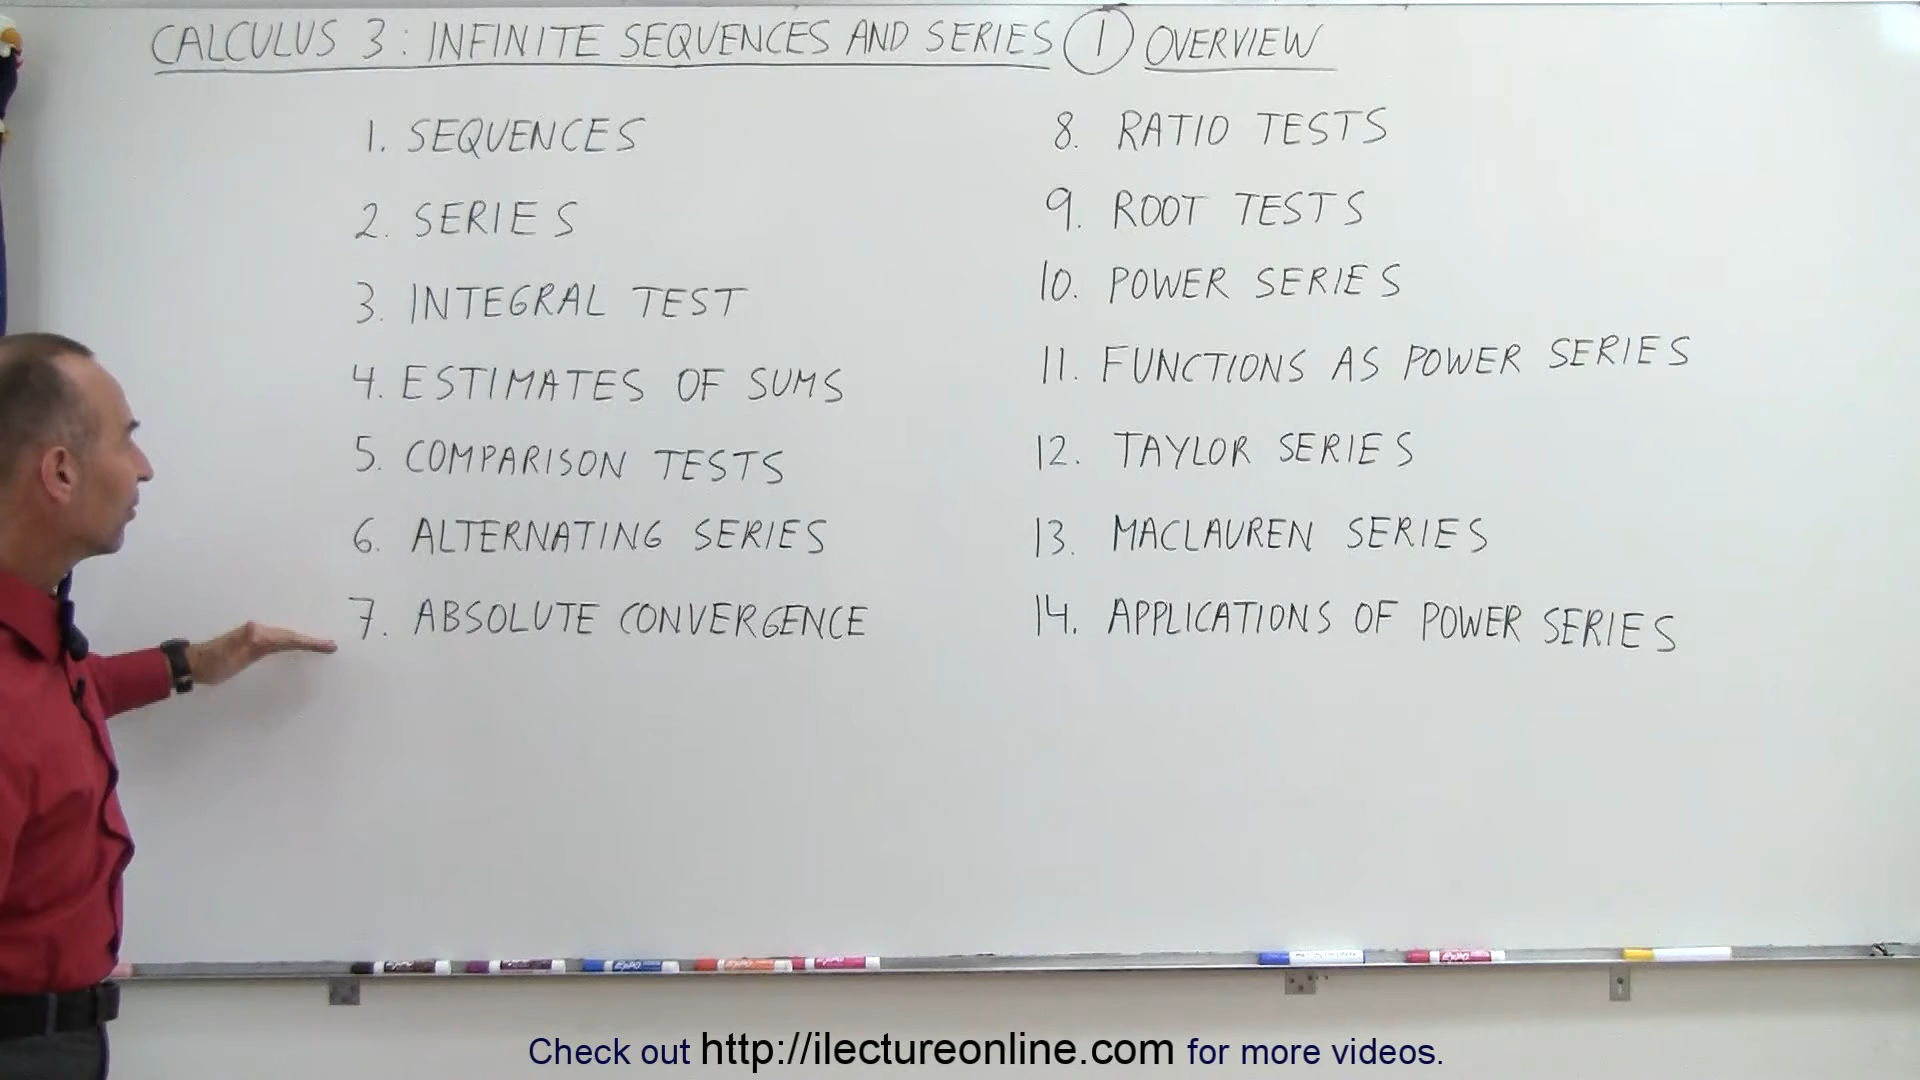 CALCULUS 3: INFINITE SEQUENCES AND SERIES 1 OVERVIEW
1. SEQUENCES
2. SERIES
3. INTEGRAL TEST
4. ESTIMATES OF SUMS
5. COMPARISON TESTS
6. ALTERNATING SERIES
7. ABSOLUTE CONVERGENCE
8. RATIO TESTS
9. ROOT TESTS
10. POWER SERIES
11. FUNCTIONS AS POWER SERIES
12. TAYLOR SERIES
13. MACLAUREN SERIES
14. APPLICATIONS OF POWER SERIES
Check out http://ilectureonline.com for more videos.